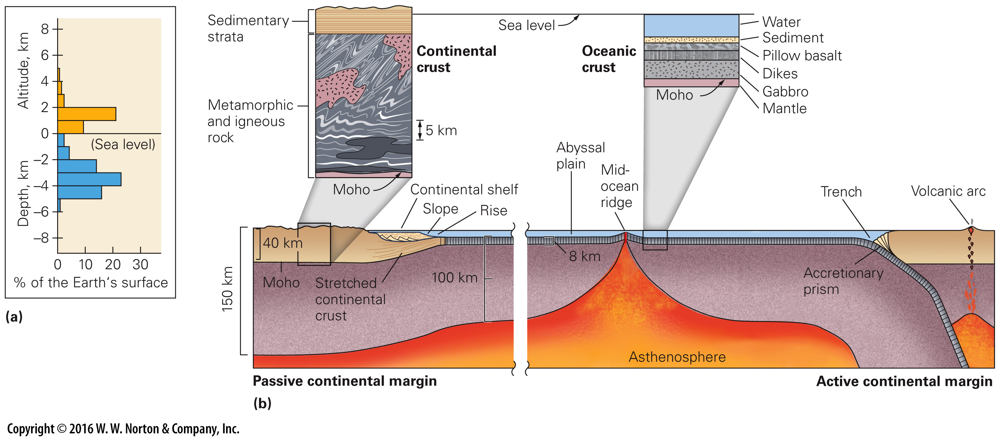 8
6
4
2
0
–2
–4
–6
–8
Altitude, km
Depth, km
(Sea level)
0 10 20 30
% of the Earth‘s surface
(a)
Sedimentary
strata
Metamorphic
and igneous
rock
Continental
crust
5 km
Moho
Sea level
Oceanic
crust
Water
Sediment
Pillow basalt
Dikes
Gabbro
Mantle
Moho
Continental shelf
Slope
Rise
Abyssal
plain
Mid-
ocean
ridge
Trench
Volcanic arc
150 km
40 km
Moho
Stretched
continental
crust
100 km
8 km
Accretionary
prism
Asthenosphere
Passive continental margin
Active continental margin
(b)
Copyright © 2016 W. W. Norton & Company, Inc.